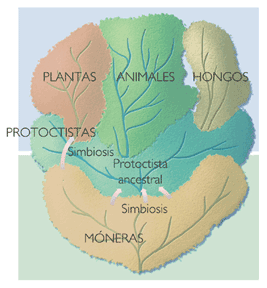 PLANTAS ANIMALES HONGOS
PROTOCTISTAS
Simbiosis
Protoctista
ancestral
Simbiosis
MÓNERAS